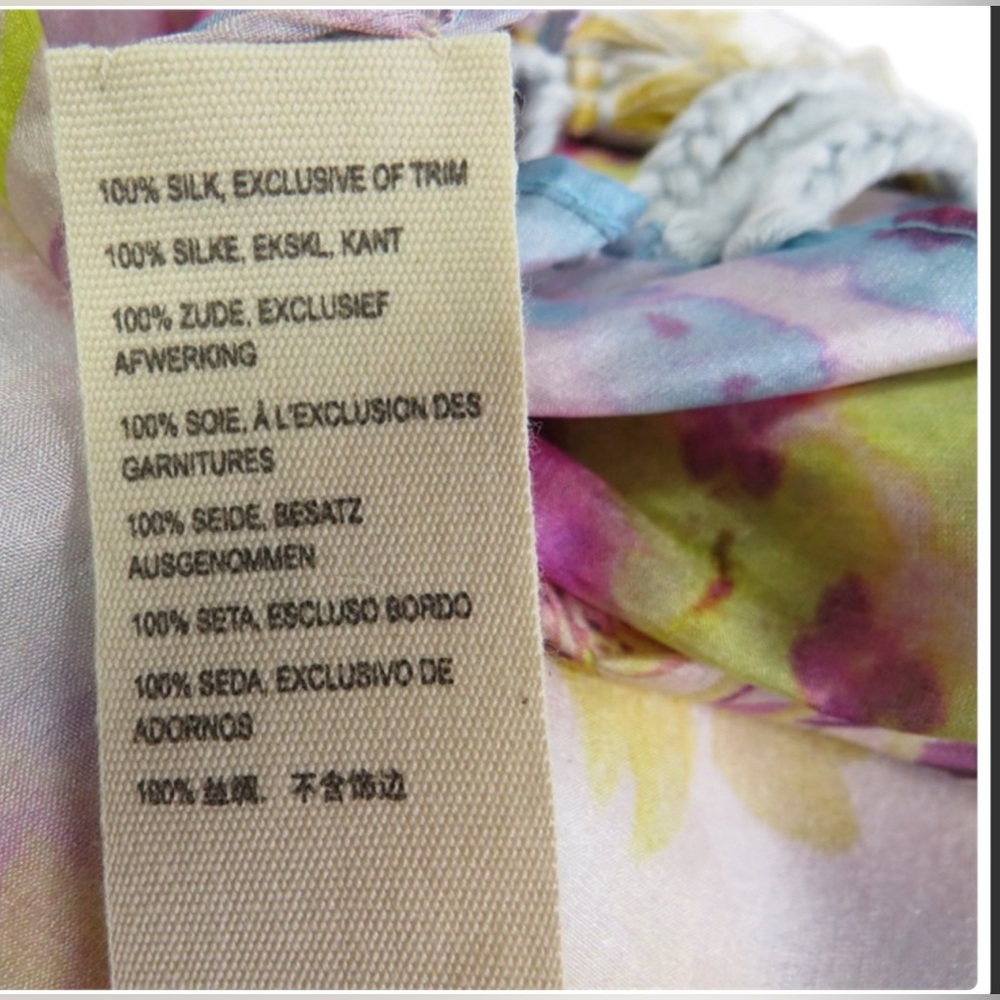 100% SILK, EXCLUSIVE OF TRIM
100% SILKE, EKSKL, KANT
100% ZUDE, EXCLUSIEF
AFWERKING
100% SOIE, À L'EXCLUSION DES
GARNITURES
100% SEIDE, BESATZ
AUSGENOMMEN
100% SETA, ESCLUSO BORDO
100% SEDA, EXCLUSIVO DE
ADORNOS
100% 丝绸. 不含饰边